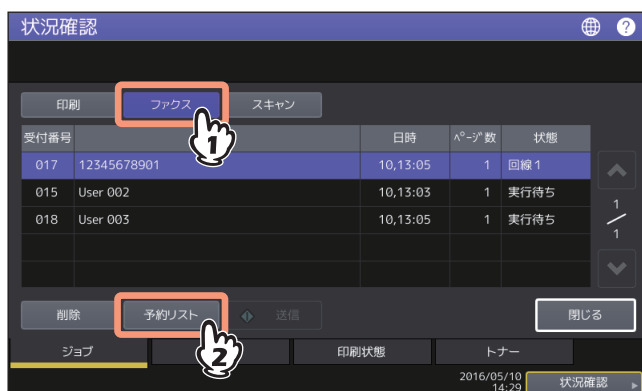 状況確認
?
印刷 ファクス スキャン
1
受付番号 日時 ページ数 状態
017 12345678901 10,13:05 1 回線 1
015 User 002 10,13:03 1 実行待ち
018 User 003 10,13:05 1 実行待ち
1
1
削除 予約リスト 送信 閉じる
2
ジョブ 印刷状態 トナー
2016/05/10
14:29 状況確認